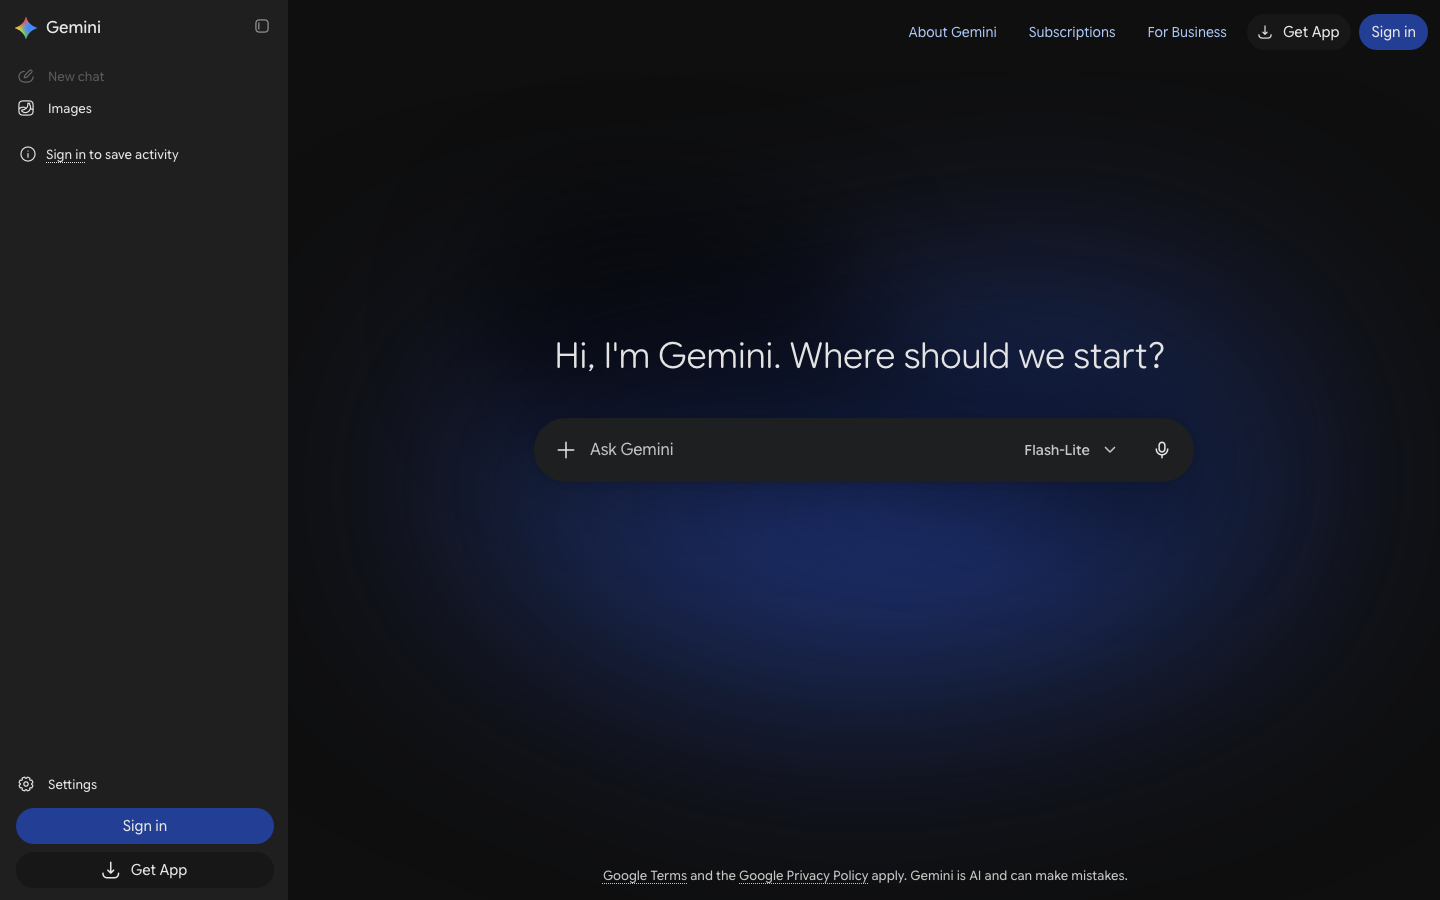 Gemini
New chat
Images
Sign in to save activity
Settings
Sign in
Get App
About Gemini
Subscriptions
For Business
Get App
Sign in
Hi, I'm Gemini. Where should we start?
Ask Gemini
Flash-Lite
Google Terms and the Google Privacy Policy apply. Gemini is AI and can make mistakes.